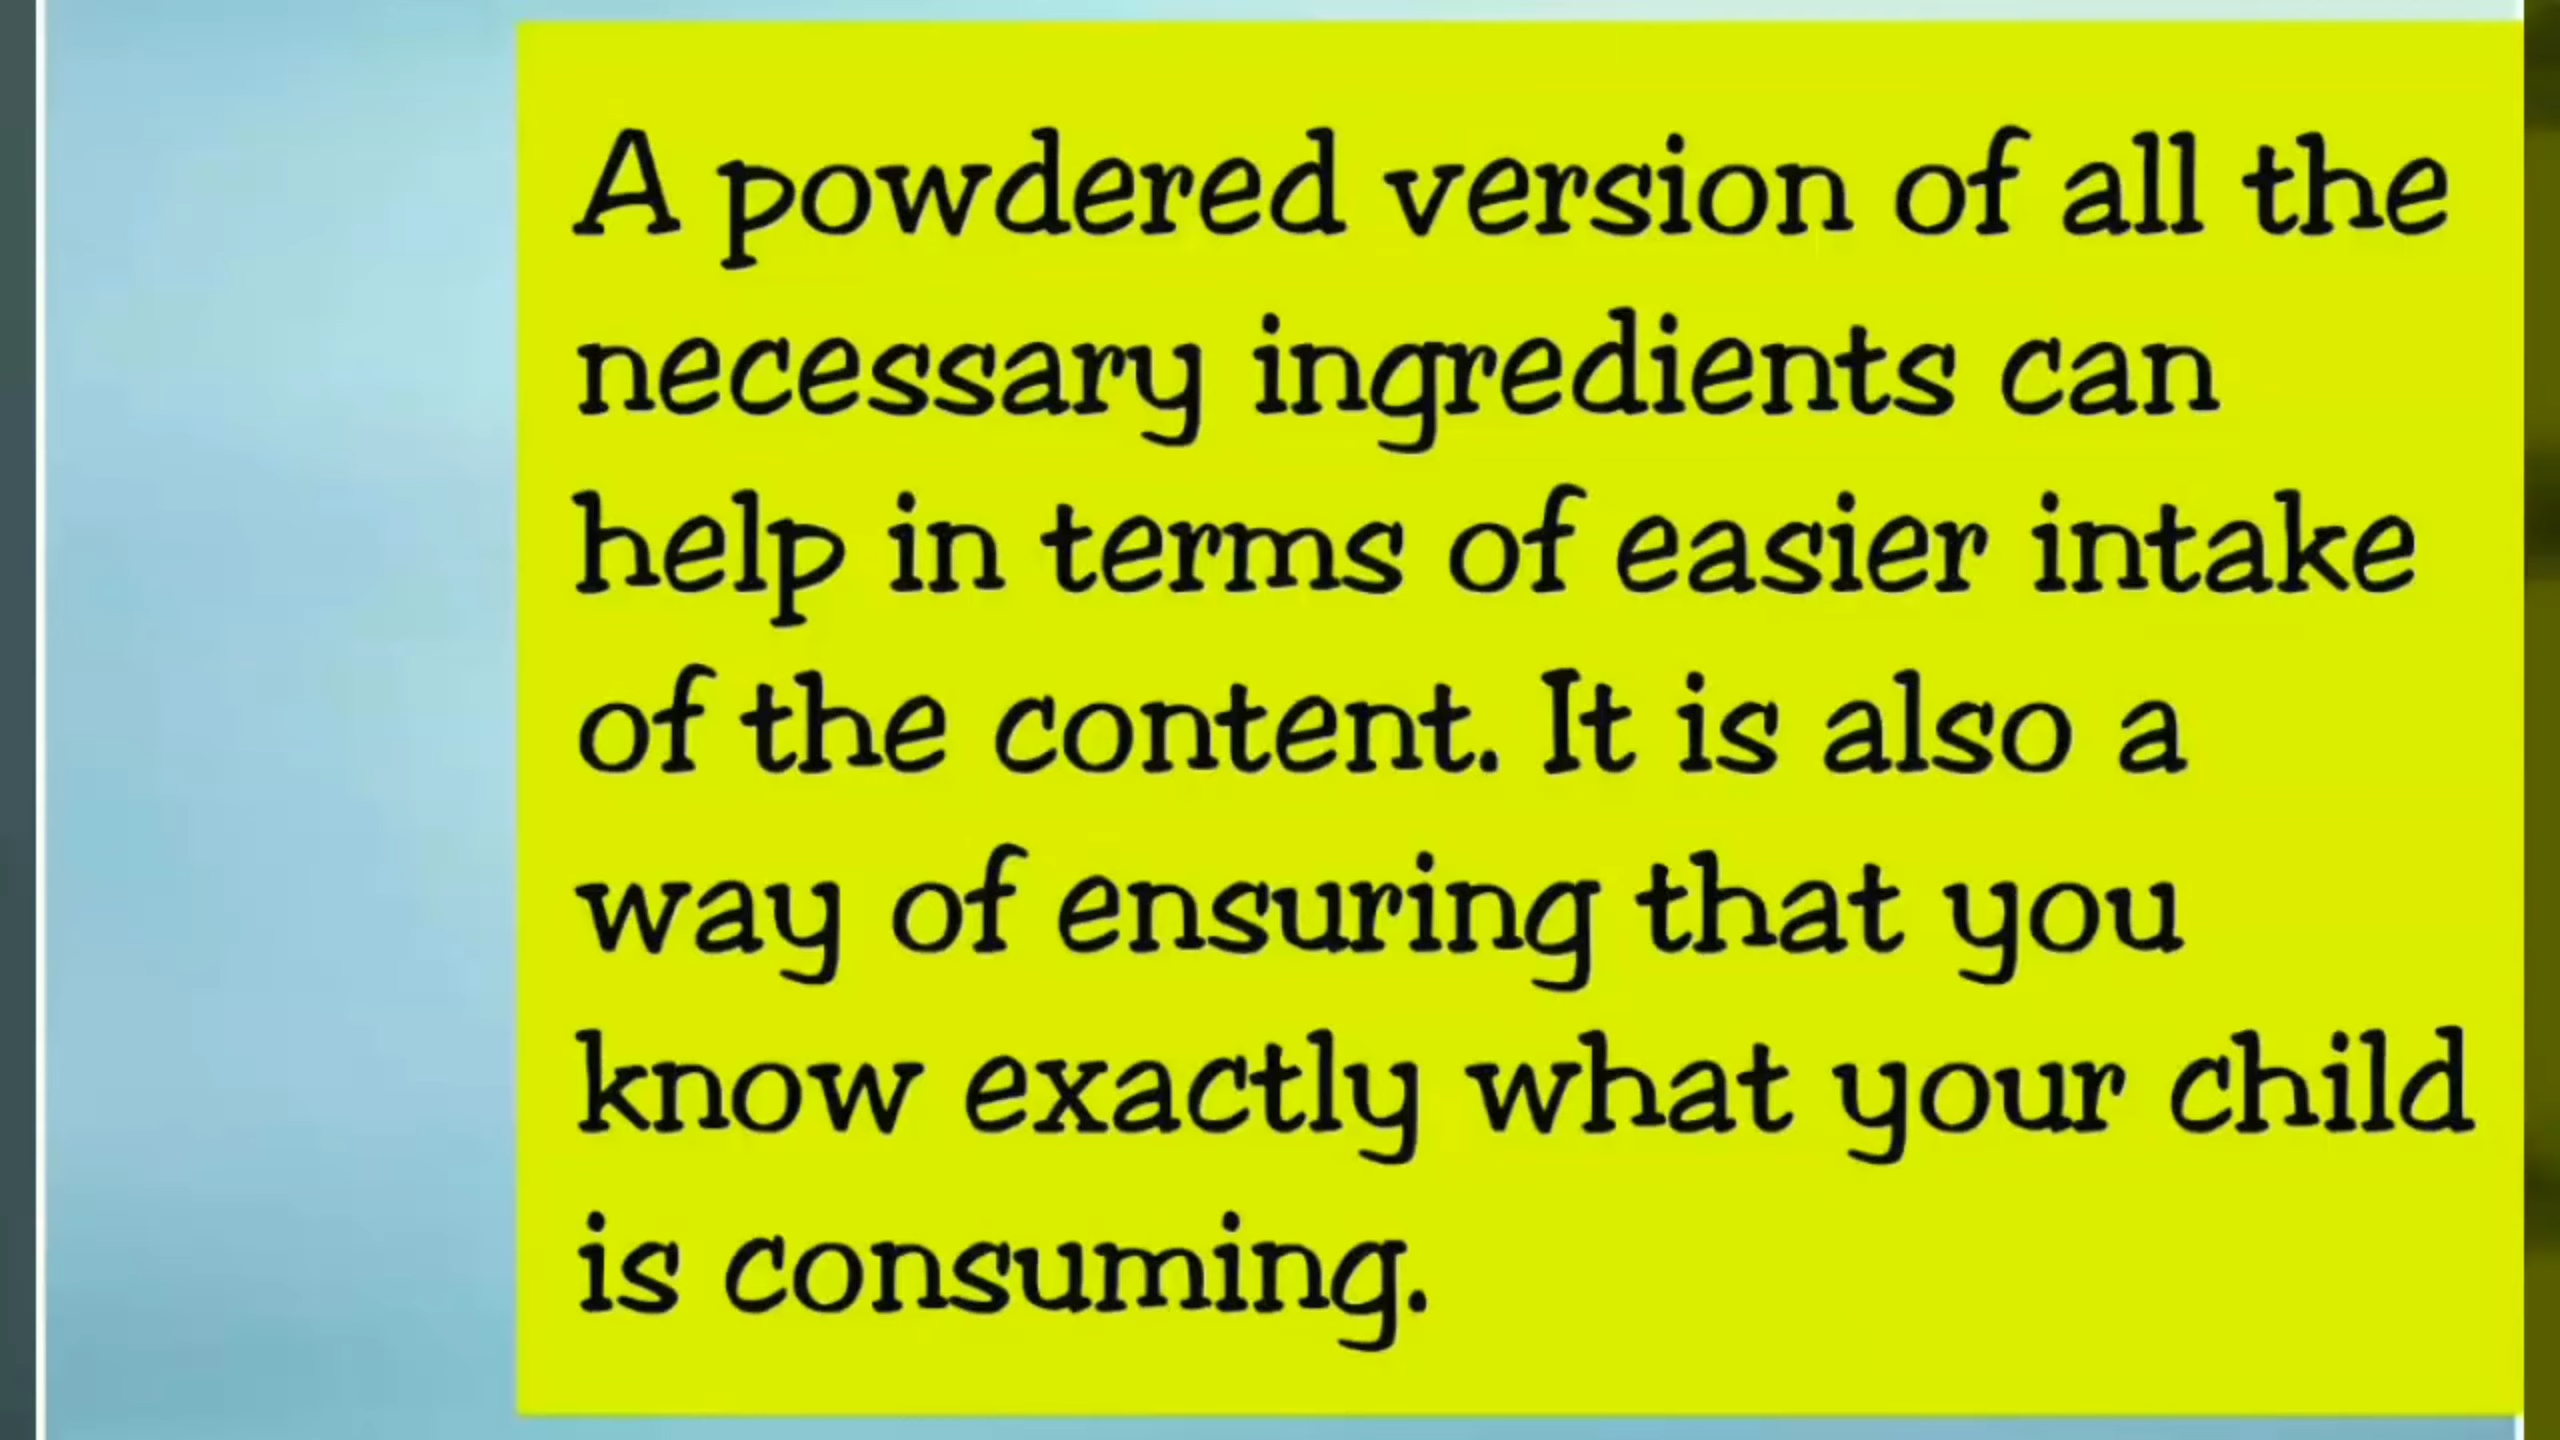 A powdered version of all the
necessary ingredients can
help in terms of easier intake
of the content. It is also a
way of ensuring that you
know exactly what your child
is consuming.